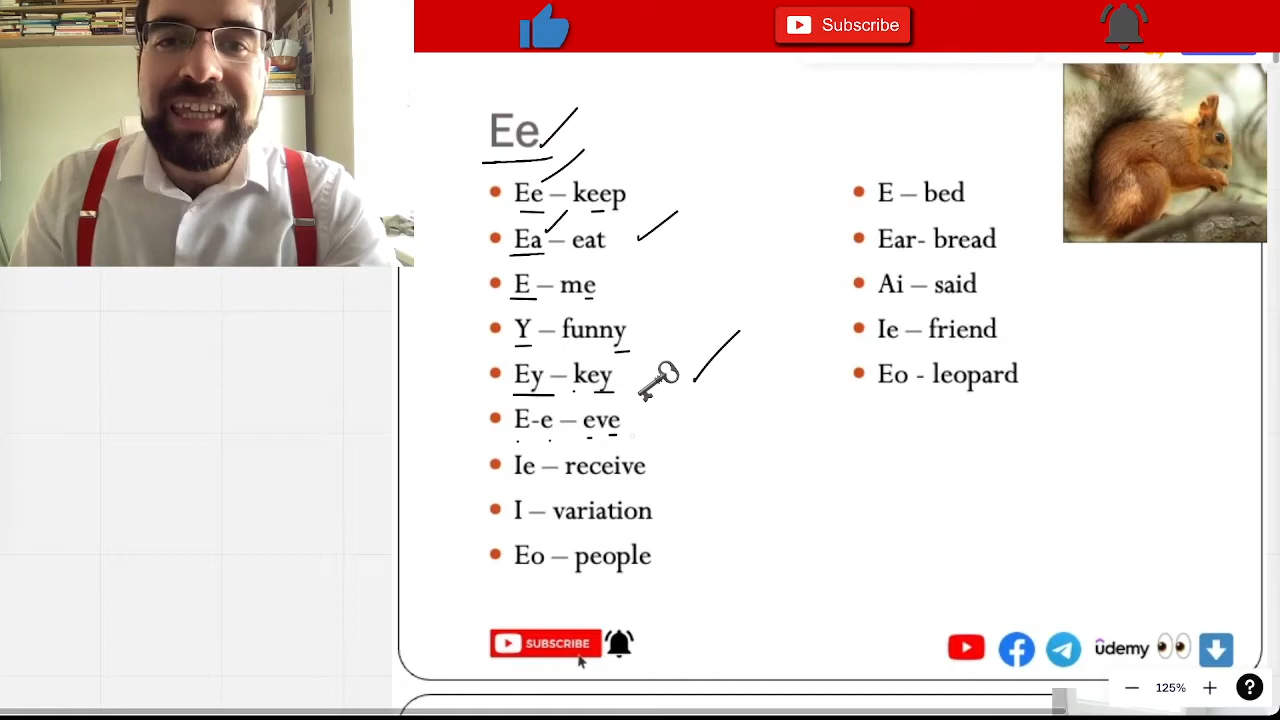 Subscribe
Ee
Ee – keep
Ea – eat
E – me
Y – funny
Ey – key
E-e – eve
Ie – receive
I – variation
Eo – people
E – bed
Ear- bread
Ai – said
Ie – friend
Eo - leopard
SUBSCRIBE
ûdemy
125%
?